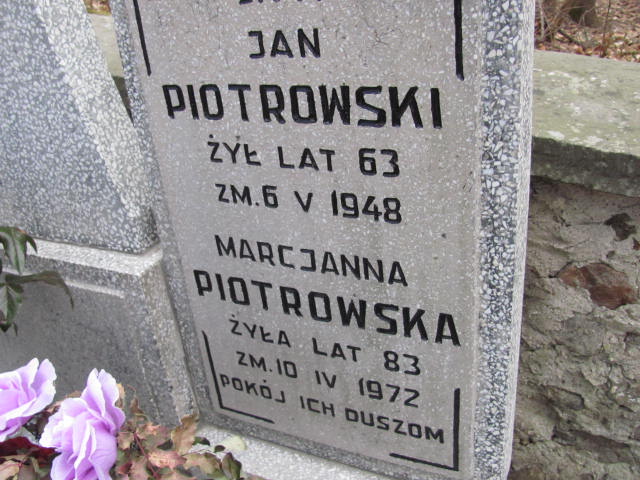 JAN
PIOTROWSKI
ŻYŁ LAT 63
ZM. 6 V 1948
MARCJANNA
PIOTROWSKA
ŻYŁA LAT 83
ZM. 10 IV 1972
POKÓJ ICH DUSZOM